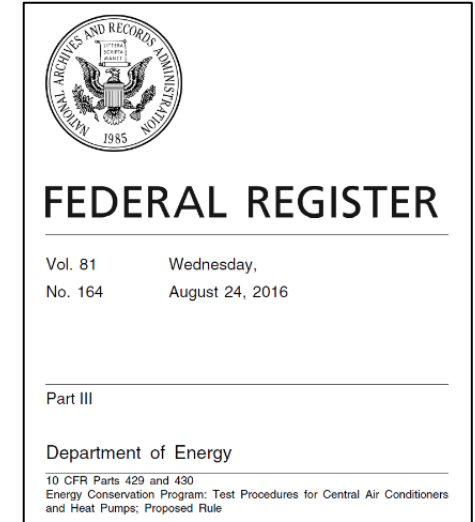 NATIONAL ARCHIVES AND RECORDS ADMINISTRATION
LITTERA
SCRIPTA
MANET
1985
FEDERAL REGISTER
Vol. 81 Wednesday,
No. 164 August 24, 2016
Part III
Department of Energy
10 CFR Parts 429 and 430
Energy Conservation Program: Test Procedures for Central Air Conditioners
and Heat Pumps; Proposed Rule